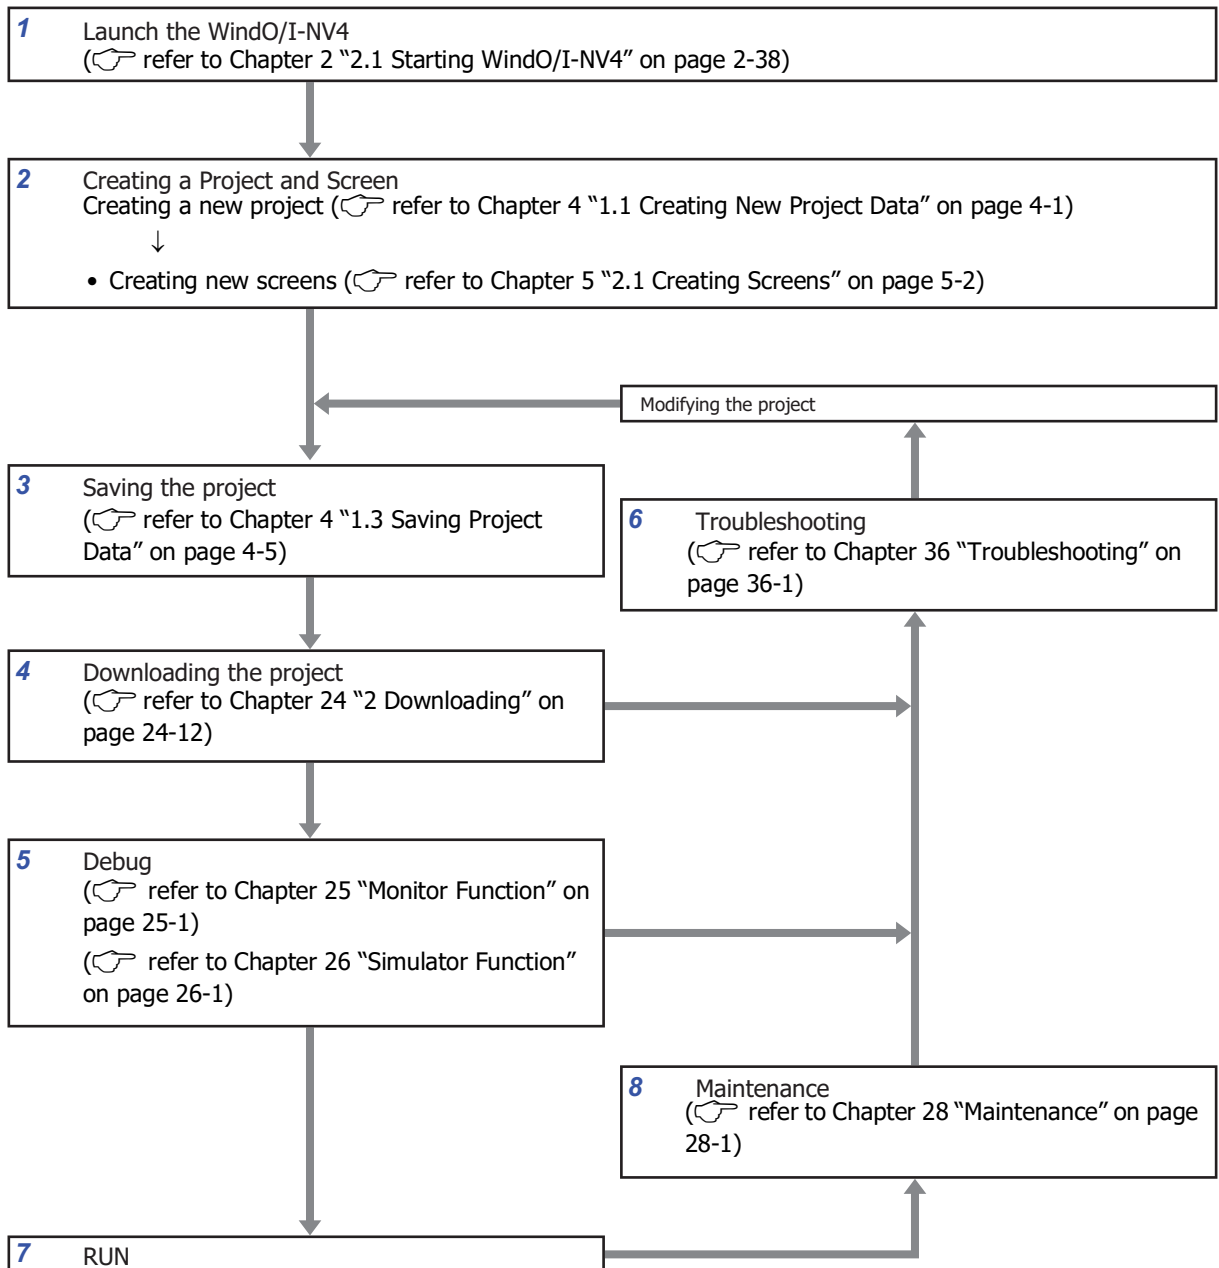 1 Launch the WindO/I-NV4
(☞ refer to Chapter 2 “2.1 Starting WindO/I-NV4” on page 2-38)
2 Creating a Project and Screen
Creating a new project (☞ refer to Chapter 4 “1.1 Creating New Project Data” on page 4-1)
↓
• Creating new screens (☞ refer to Chapter 5 “2.1 Creating Screens” on page 5-2)
Modifying the project
3 Saving the project
(☞ refer to Chapter 4 “1.3 Saving Project
Data” on page 4-5)
6 Troubleshooting
(☞ refer to Chapter 36 “Troubleshooting” on
page 36-1)
4 Downloading the project
(☞ refer to Chapter 24 “2 Downloading” on
page 24-12)
5 Debug
(☞ refer to Chapter 25 “Monitor Function” on
page 25-1)
(☞ refer to Chapter 26 “Simulator Function”
on page 26-1)
8 Maintenance
(☞ refer to Chapter 28 “Maintenance” on page
28-1)
7 RUN